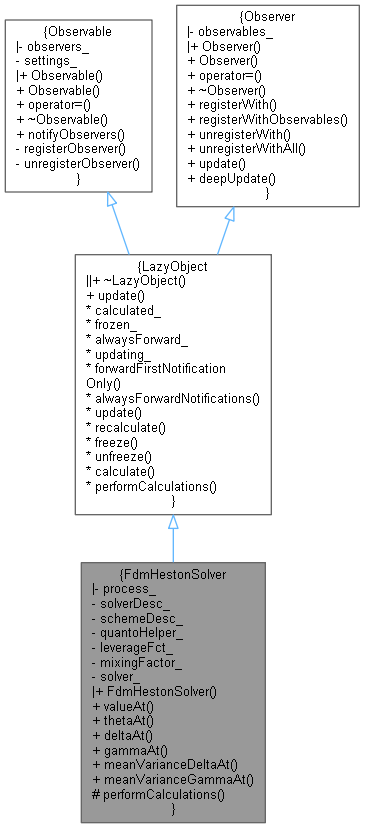 {Observable
|- observers_
- settings_
|+ Observable()
+ Observable()
+ operator=()
+ ~Observable()
+ notifyObservers()
- registerObserver()
- unregisterObserver()
}
{Observer
|- observables_
|+ Observer()
+ Observer()
+ operator=()
+ ~Observer()
+ registerWith()
+ registerWithObservables()
+ unregisterWith()
+ unregisterWithAll()
+ update()
+ deepUpdate()
}
{LazyObject
||+ ~LazyObject()
+ update()
* calculated_
* frozen_
* alwaysForward_
* updating_
* forwardFirstNotification
Only()
* alwaysForwardNotifications()
* update()
* recalculate()
* freeze()
* unfreeze()
* calculate()
* performCalculations()
}
{FdmHestonSolver
|- process_
- solverDesc_
- schemeDesc_
- quantoHelper_
- leverageFct_
- mixingFactor_
- solver_
|+ FdmHestonSolver()
+ valueAt()
+ thetaAt()
+ deltaAt()
+ gammaAt()
+ meanVarianceDeltaAt()
+ meanVarianceGammaAt()
# performCalculations()
}